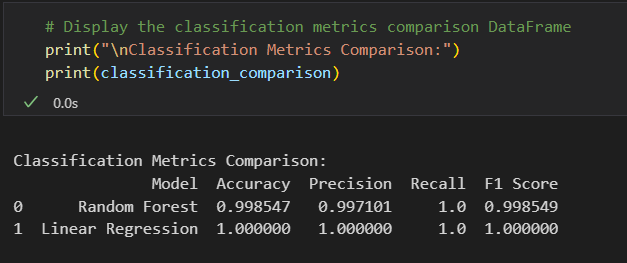 # Display the classification metrics comparison DataFrame
print("\nClassification Metrics Comparison:")
print(classification_comparison)
0.0s
Classification Metrics Comparison:
Model Accuracy Precision Recall F1 Score
0 Random Forest 0.998547 0.997101 1.0 0.998549
1 Linear Regression 1.000000 1.000000 1.0 1.000000